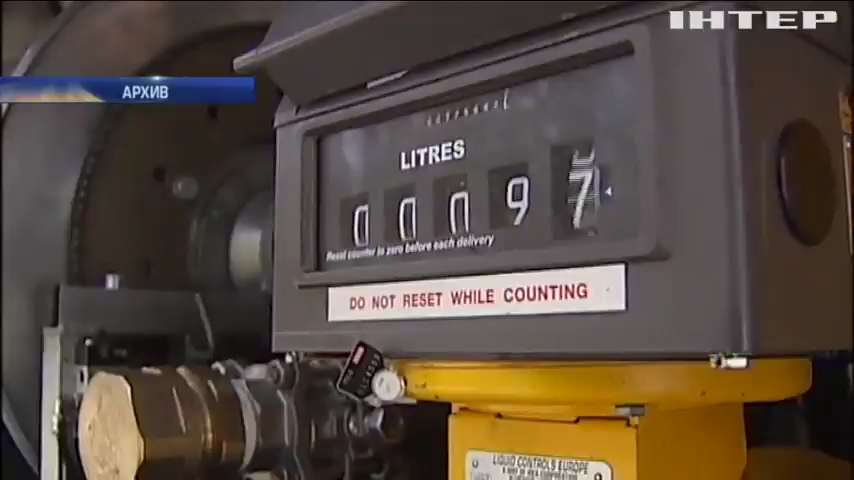 ІНТЕР
АРХИВ
LITRES
0 0 0 9 7
Reset counter to zero before each delivery
DO NOT RESET WHILE COUNTING
LIQUID CONTROLS EUROPE